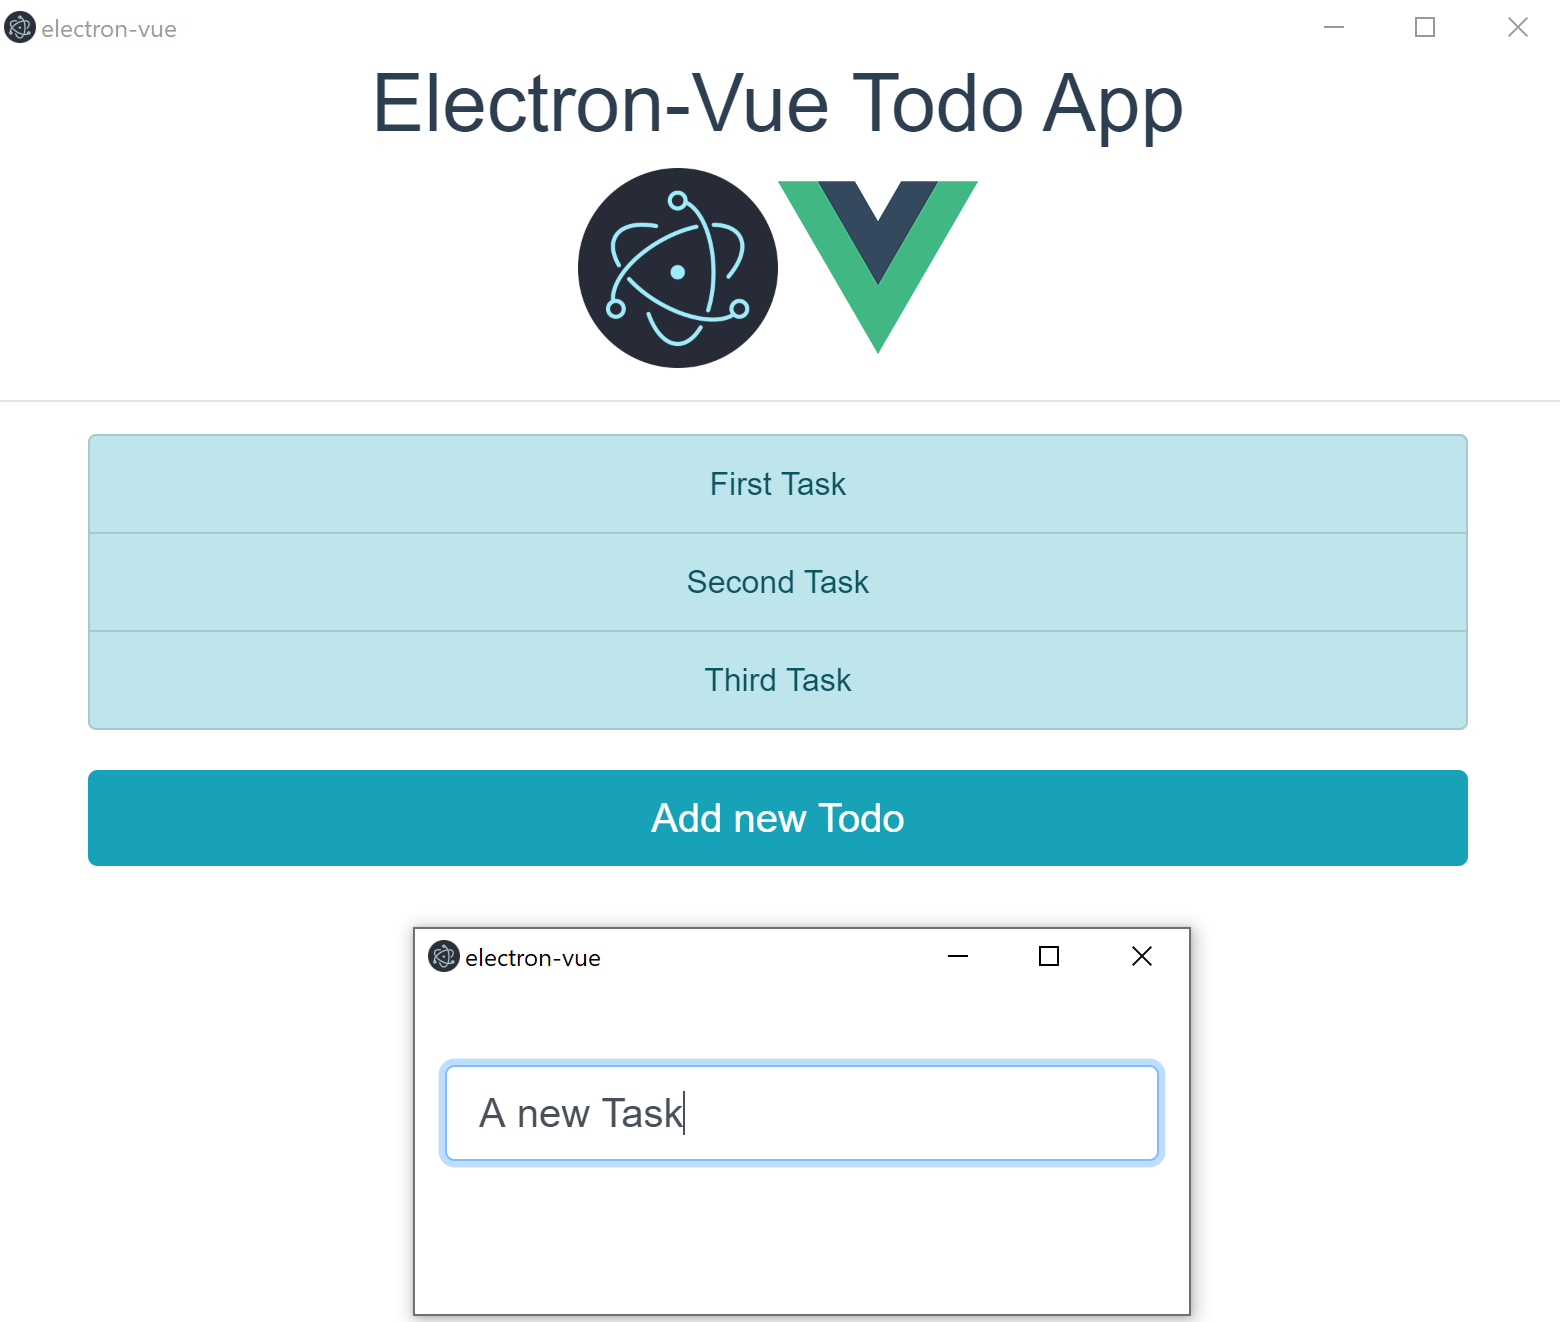 electron-vue
Electron-Vue Todo App
First Task
Second Task
Third Task
Add new Todo
electron-vue
A new Task